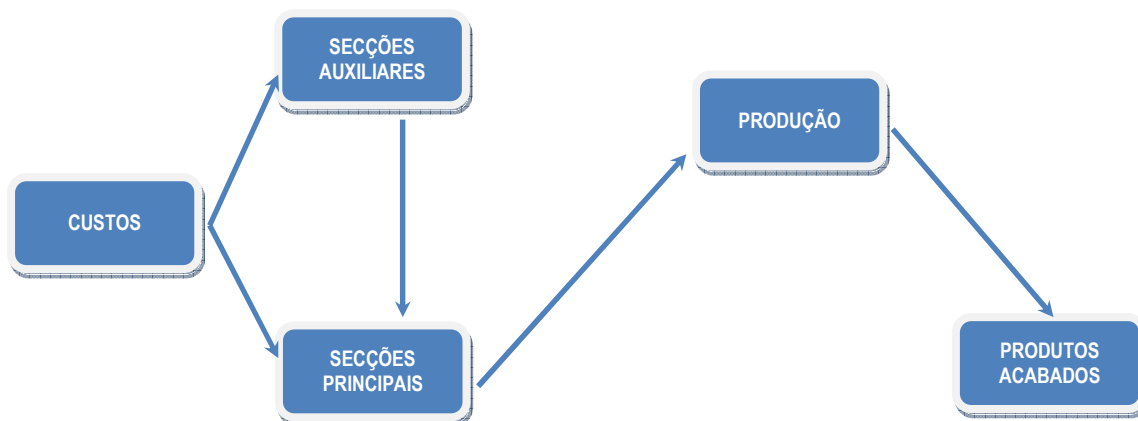 SECÇÕES
AUXILIARES
PRODUÇÃO
CUSTOS
SECÇÕES
PRINCIPAIS
PRODUTOS
ACABADOS